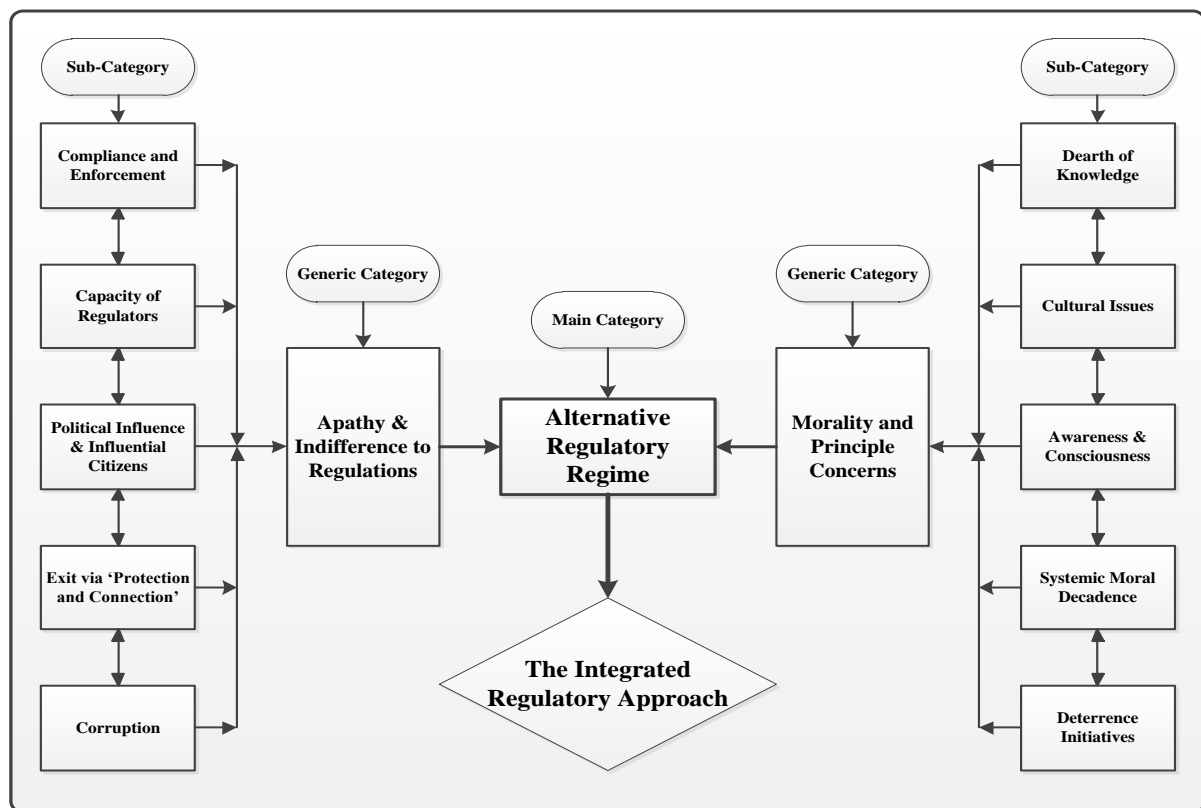 Sub-Category
Compliance and
Enforcement
Capacity of
Regulators
Political Influence
& Influential
Citizens
Exit via ‘Protection
and Connection’
Corruption
Generic Category
Apathy &
Indifference to
Regulations
Main Category
Alternative
Regulatory
Regime
The Integrated
Regulatory Approach
Generic Category
Morality and
Principle
Concerns
Sub-Category
Dearth of
Knowledge
Cultural Issues
Awareness &
Consciousness
Systemic Moral
Decadence
Deterrence
Initiatives